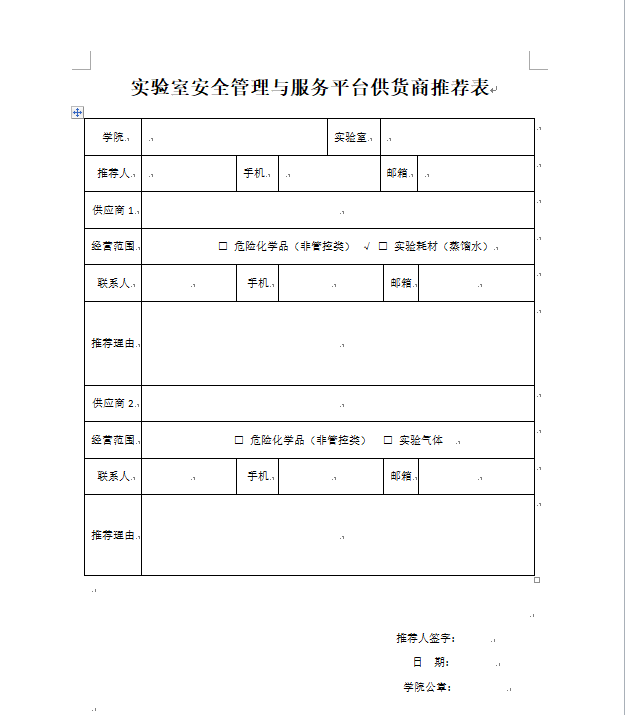 实验室安全管理与服务平台供货商推荐表
学院 实验室
推荐人 手机 邮箱
供应商 1
经营范围 □ 危险化学品（非管控类） √ □ 实验耗材（蒸馏水）
联系人 手机 邮箱
推荐理由
供应商 2
经营范围 □ 危险化学品（非管控类） □ 实验气体
联系人 手机 邮箱
推荐理由
推荐人签字：
日 期：
学院公章：